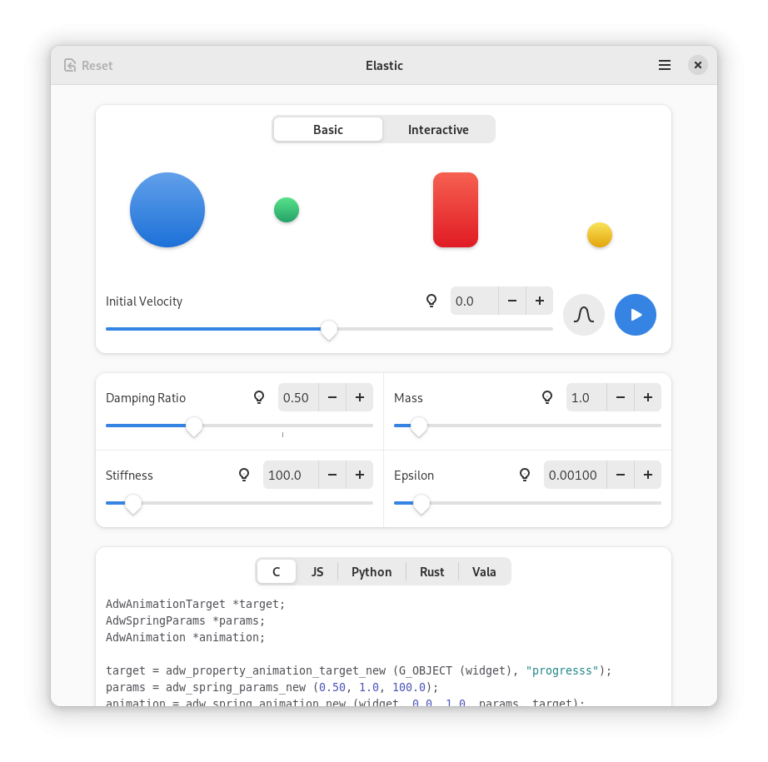 Reset
Elastic
Basic
Interactive
Initial Velocity
0.0
Damping Ratio
0.50
Mass
1.0
Stiffness
100.0
Epsilon
0.00100
C
JS
Python
Rust
Vala
AdwAnimationTarget *target;
AdwSpringParams *params;
AdwAnimation *animation;
target = adw_property_animation_target_new (G_OBJECT (widget), "progresss");
params = adw_spring_params_new (0.50, 1.0, 100.0);
animation = adw_spring_animation_new (widget, 0.0, 1.0, params, target);